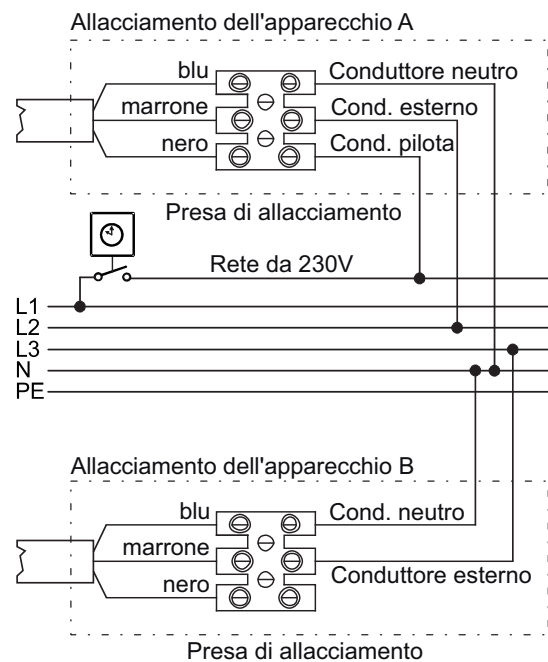 Allacciamento dell'apparecchio A
blu
Conduttore neutro
marrone
Cond. esterno
nero
Cond. pilota
Presa di allacciamento
Rete da 230V
L1
L2
L3
N
PE
Allacciamento dell'apparecchio B
blu
Cond. neutro
marrone
Conduttore esterno
nero
Presa di allacciamento